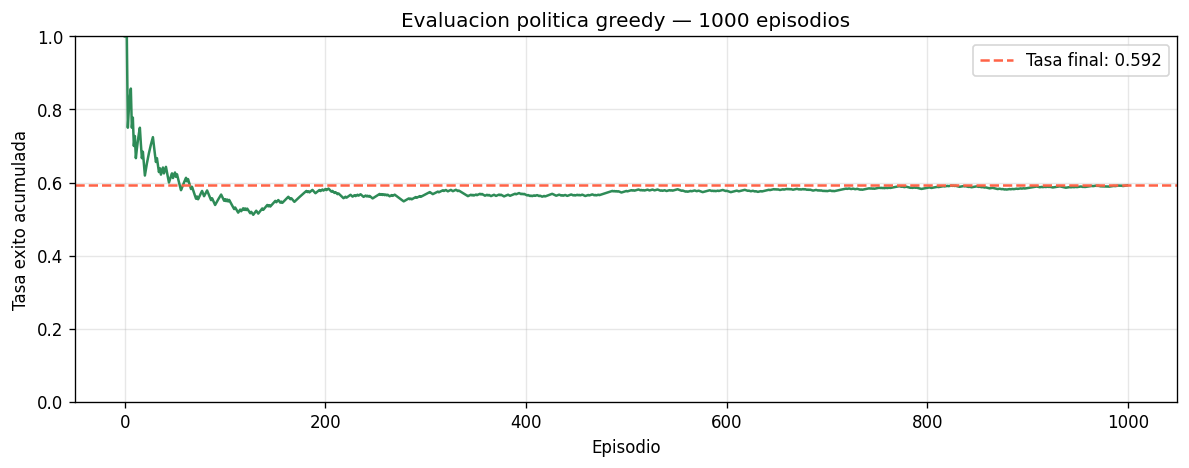 Evaluacion politica greedy — 1000 episodios
Tasa final: 0.592
Tasa exito acumulada
1.0
0.8
0.6
0.4
0.2
0.0
0 200 400 600 800 1000
Episodio